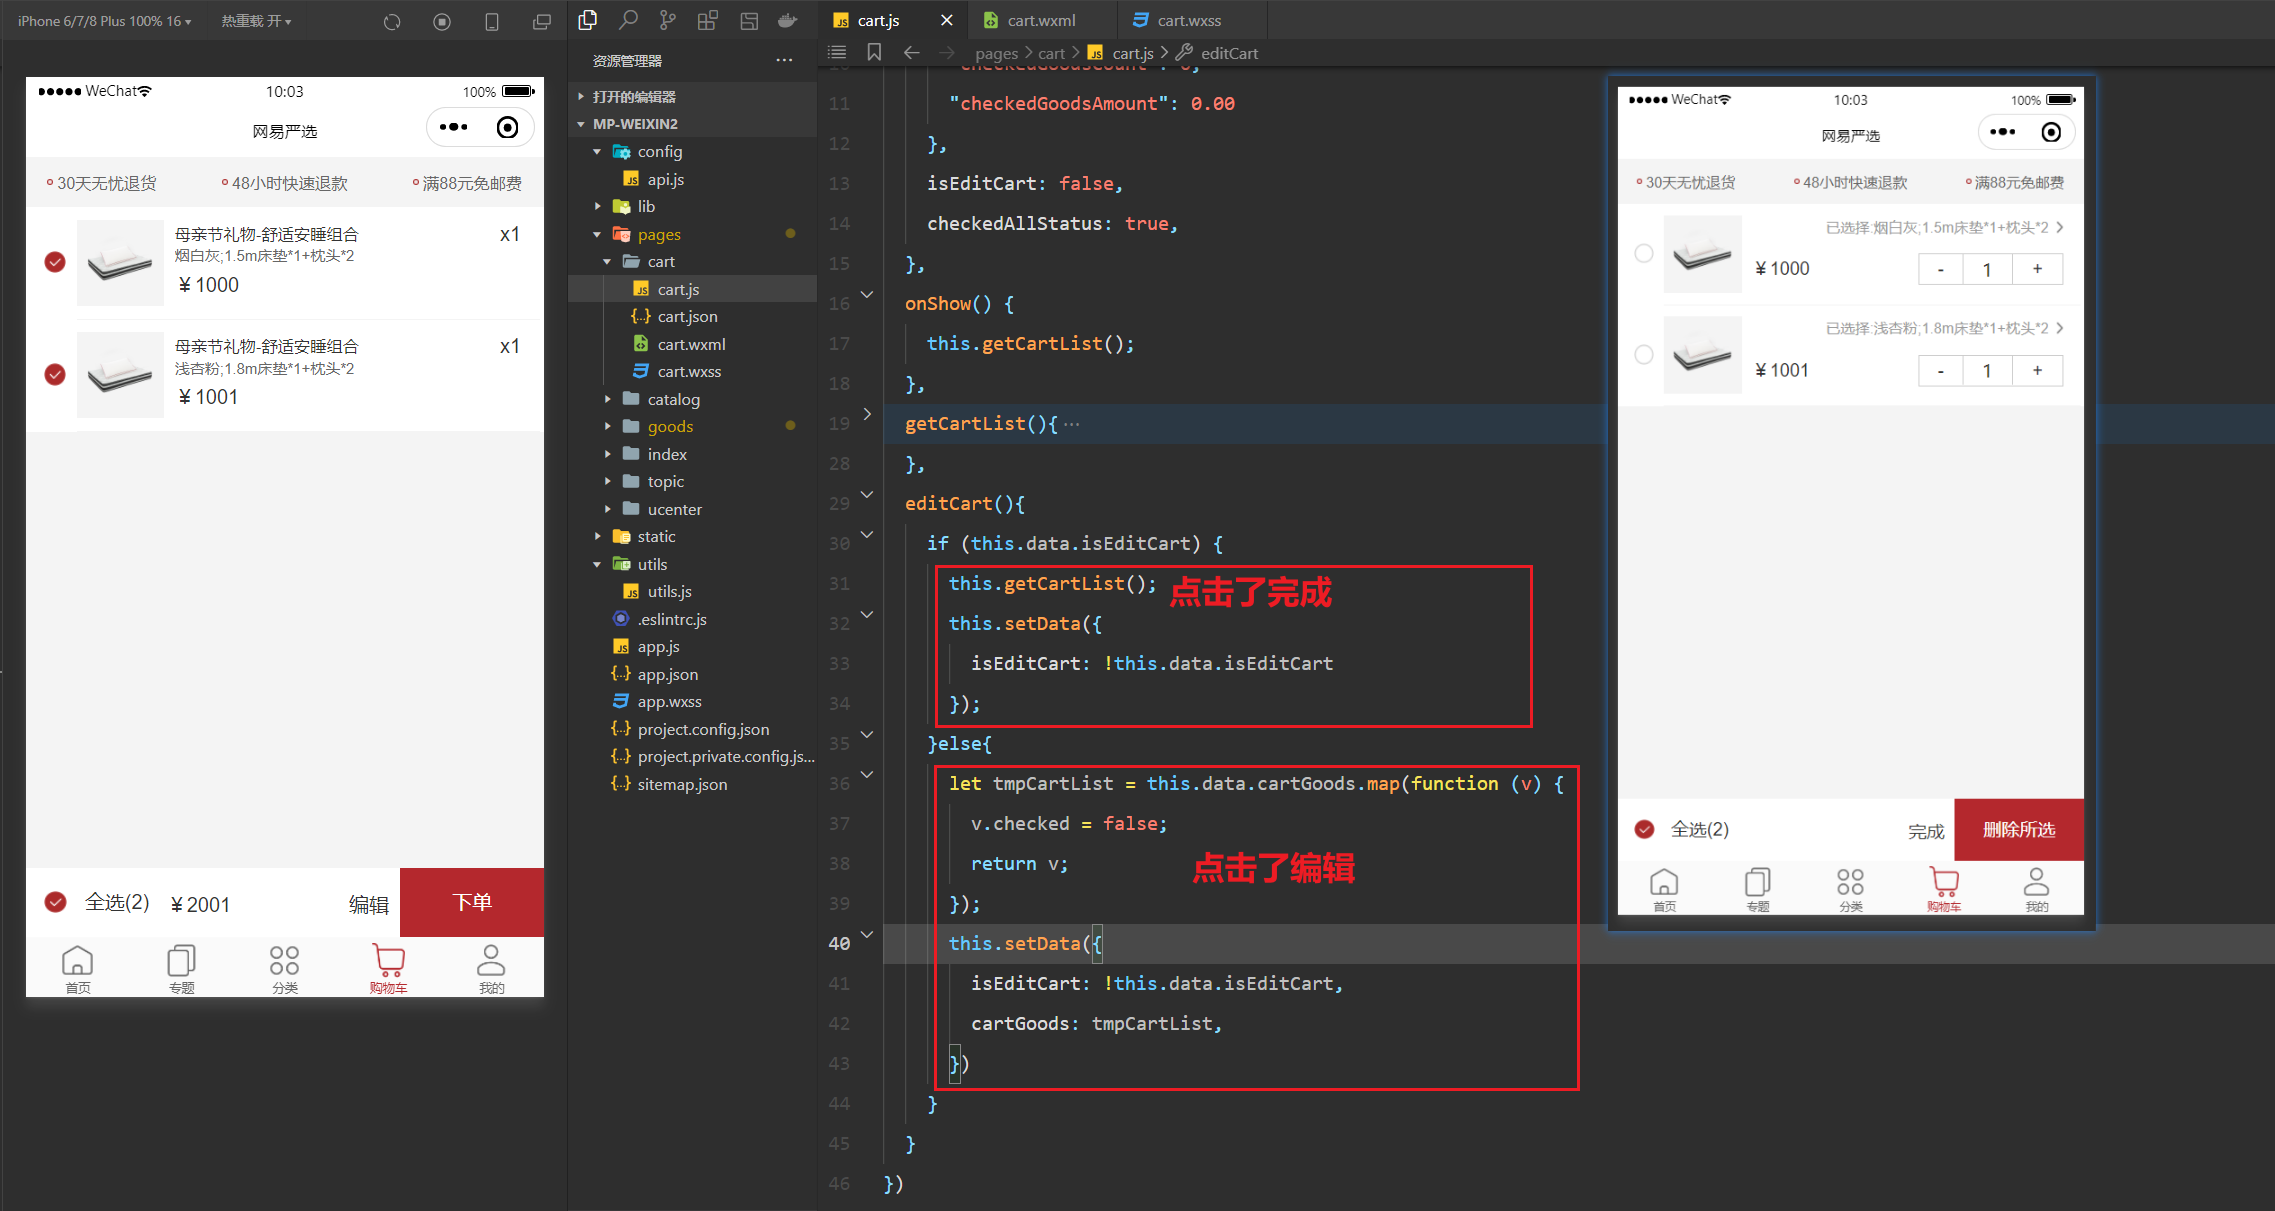 iPhone 6/7/8 Plus 100% 16
热重载 开
WeChat
10:03
100%
网易严选
30天无忧退货
48小时快速退款
满88元免邮费
母亲节礼物-舒适安睡组合
x1
烟白灰;1.5m床垫*1+枕头*2
¥1000
母亲节礼物-舒适安睡组合
x1
浅杏粉;1.8m床垫*1+枕头*2
¥1001
全选(2)
¥2001
编辑
下单
首页
专题
分类
购物车
我的
资源管理器
打开的编辑器
MP-WEIXIN2
config
api.js
lib
pages
cart
cart.js
cart.json
cart.wxml
cart.wxss
catalog
goods
index
topic
ucenter
static
utils
utils.js
.eslintrc.js
app.js
app.json
app.wxss
project.config.json
project.private.config.js...
sitemap.json
cart.js
cart.wxml
cart.wxss
pages > cart > cart.js > editCart
11 "checkedGoodsAmount": 0.00
12 },
13 isEditCart: false,
14 checkedAllStatus: true,
15 },
16 onShow() {
17 this.getCartList();
18 },
19 getCartList(){ ···
28 },
29 editCart(){
30 if (this.data.isEditCart) {
31 this.getCartList();
点击了完成
32 this.setData({
33 isEditCart: !this.data.isEditCart
34 });
35 }else{
36 let tmpCartList = this.data.cartGoods.map(function (v) {
37 v.checked = false;
38 return v;
点击了编辑
39 });
40 this.setData({
41 isEditCart: !this.data.isEditCart,
42 cartGoods: tmpCartList,
43 })
44 }
45 }
46 })
WeChat
10:03
100%
网易严选
30天无忧退货
48小时快速退款
满88元免邮费
已选择:烟白灰;1.5m床垫*1+枕头*2
¥1000
- 1 +
已选择:浅杏粉;1.8m床垫*1+枕头*2
¥1001
- 1 +
全选(2)
完成
删除所选
首页
专题
分类
购物车
我的